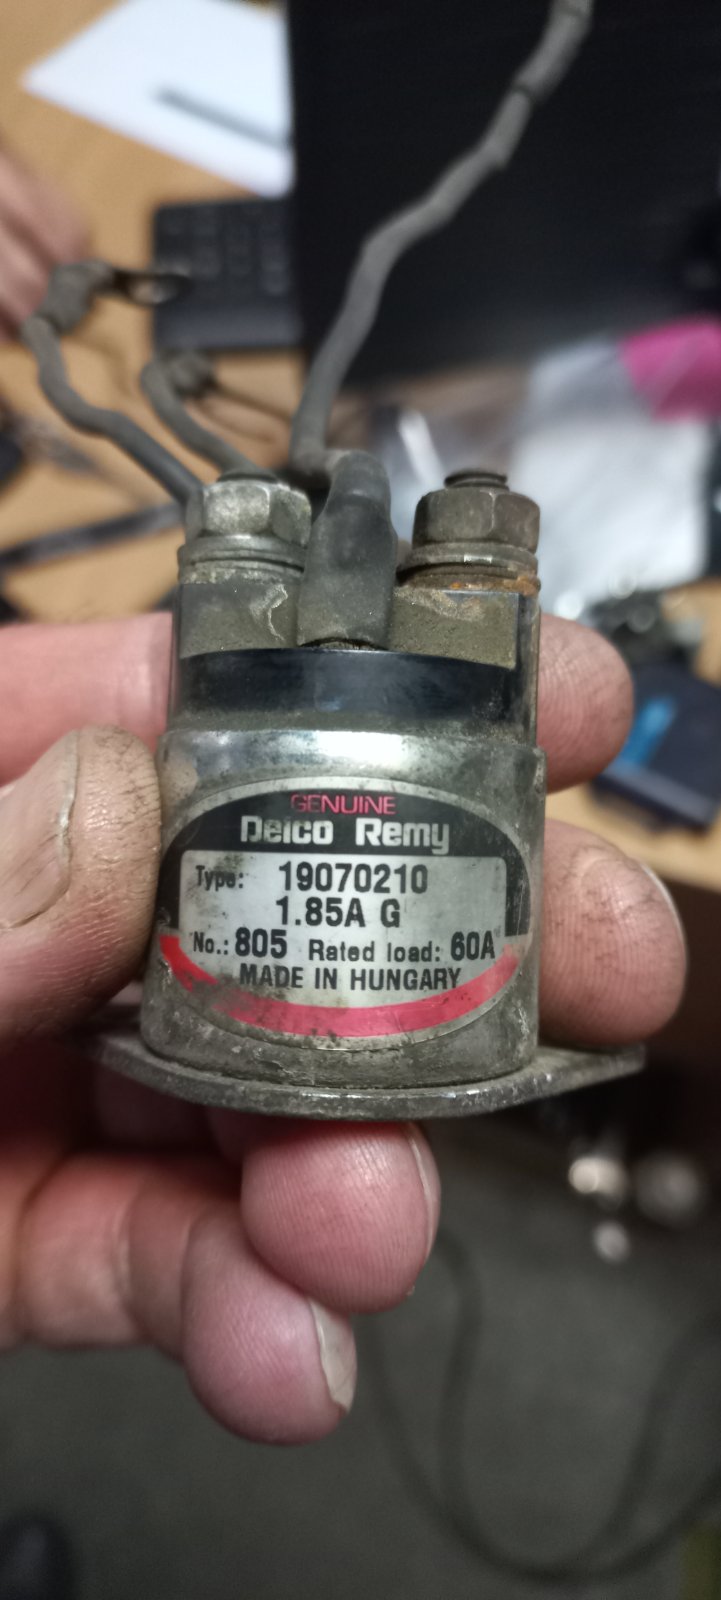 GENUINE
Delco Remy
Type: 19070210
1.85A G
No.: 805 Rated load: 60A
MADE IN HUNGARY